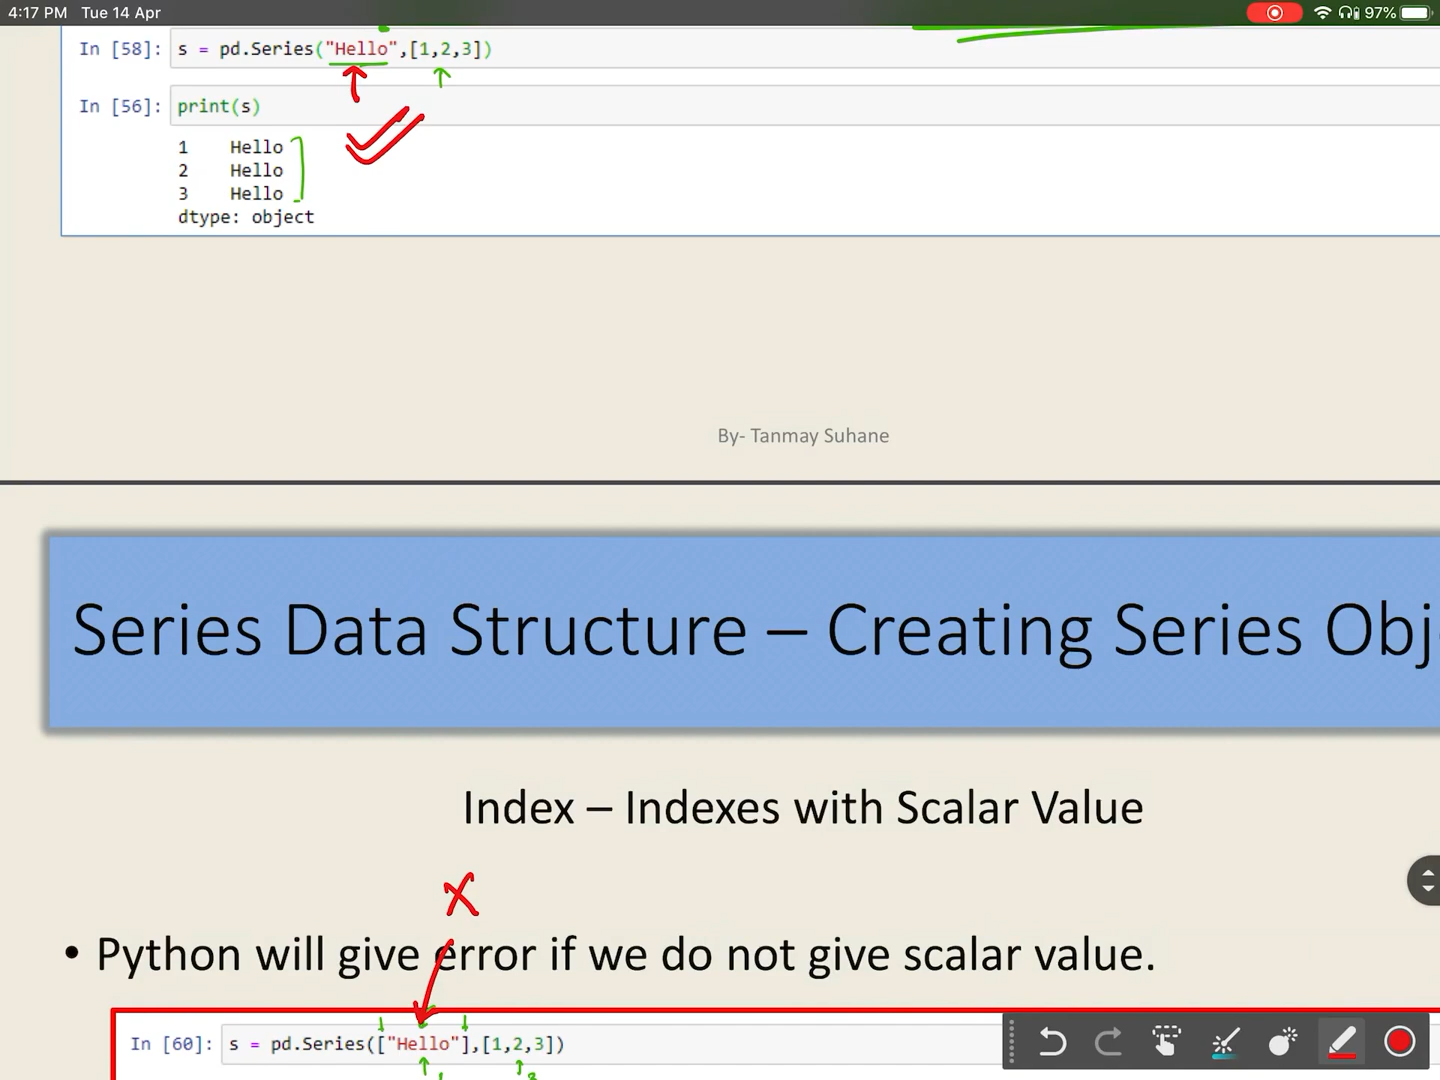 4:17 PM Tue 14 Apr 97%
In [58]: s = pd.Series("Hello",[1,2,3])
In [56]: print(s)
1 Hello
2 Hello
3 Hello
dtype: object
By- Tanmay Suhane
Series Data Structure – Creating Series Obj
Index – Indexes with Scalar Value
• Python will give error if we do not give scalar value.
In [60]: s = pd.Series(["Hello"],[1,2,3])